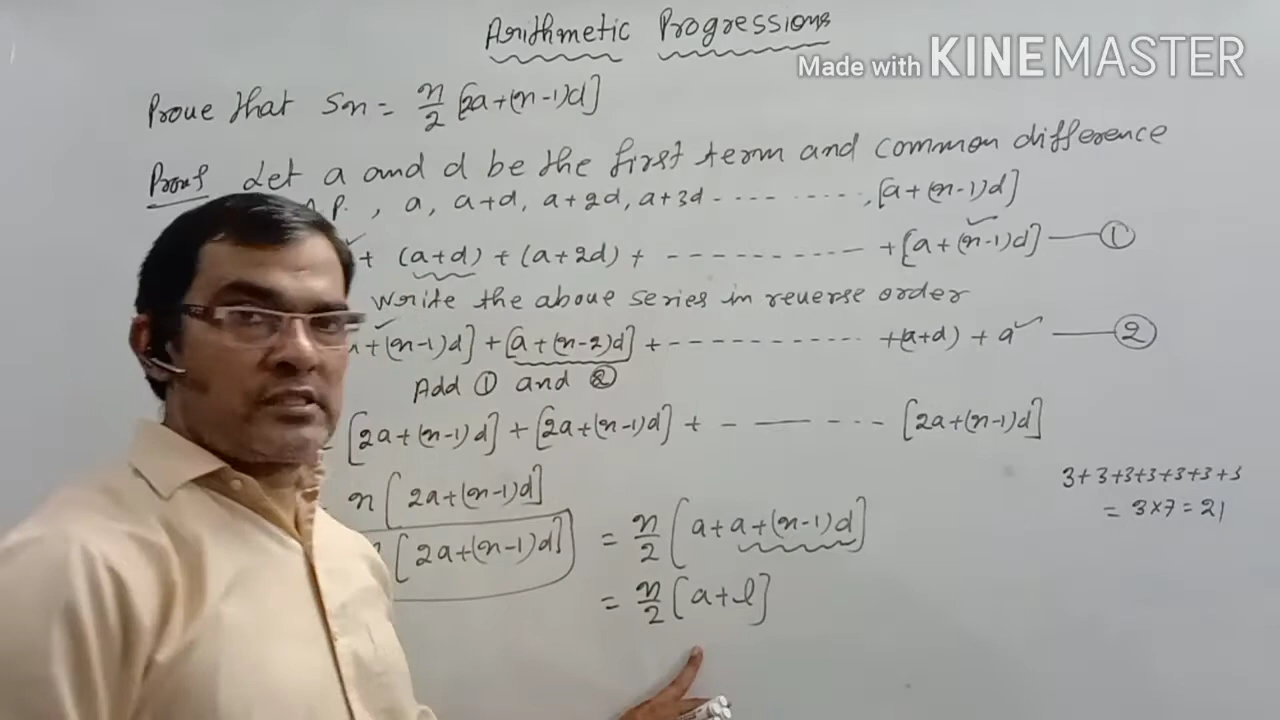 Arithmetic Progressions
Made with KINEMASTER
Prove that Sn = n/2 [2a+(n-1)d]
Proof Let a and d be the first term and common difference
A.P., a, a+d, a+2d, a+3d - - - - - - - - - -, [a+(n-1)d]
+ (a+d) + (a+2d) + - - - - - - - - - - - +[a+(n-1)d] — ①
Write the above series in reverse order
+(n-1)d] + [a+(n-2)d] + - - - - - - - - - - - +(a+d) + a — ②
Add ① and ②
[2a+(n-1)d] + [2a+(n-1)d] + - — - - - [2a+(n-1)d]
n [2a+(n-1)d]
[2a+(n-1)d]
= n/2 [a+a+(n-1)d]
= n/2 [a+l]
3+3+3+3+3+3+3
= 3×7 = 21